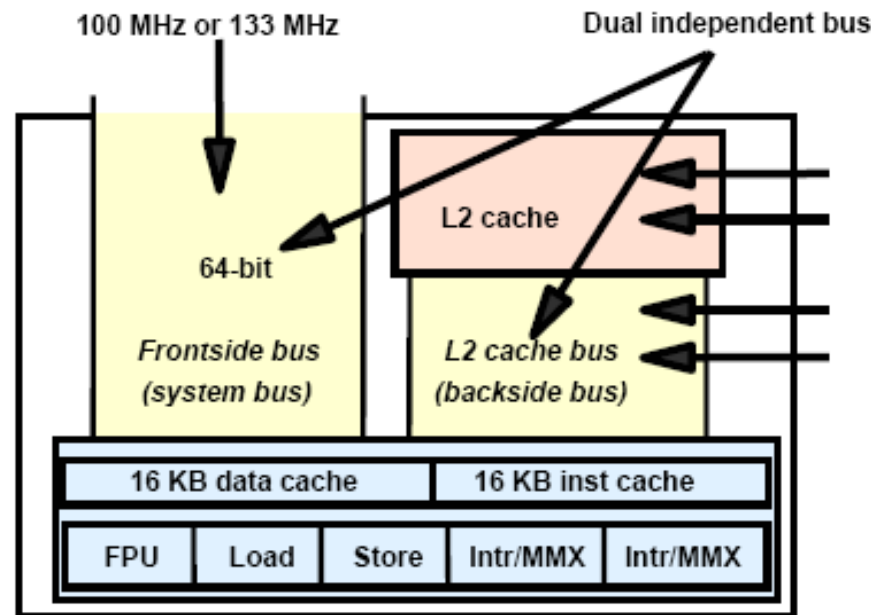 100 MHz or 133 MHz
Dual independent bus
L2 cache
64-bit
Frontside bus
(system bus)
L2 cache bus
(backside bus)
16 KB data cache
16 KB inst cache
FPU
Load
Store
Intr/MMX
Intr/MMX